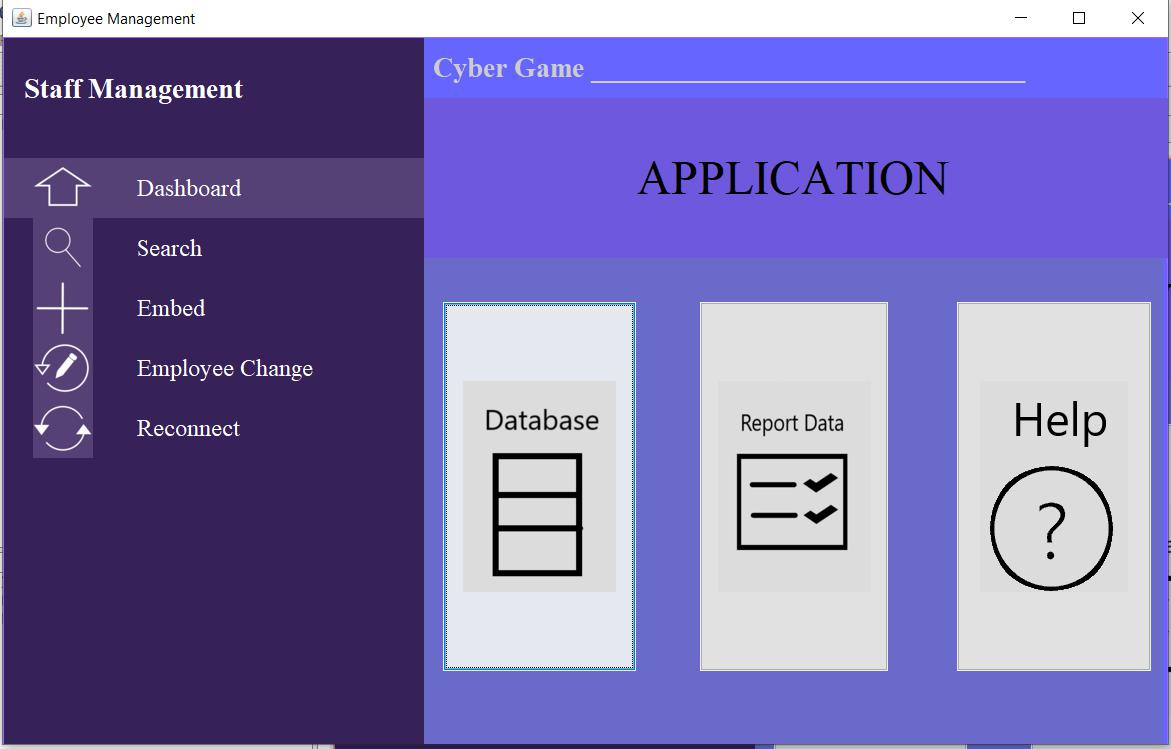 Employee Management
Staff Management
Dashboard
Search
Embed
Employee Change
Reconnect
Cyber Game
APPLICATION
Database
Report Data
Help
?